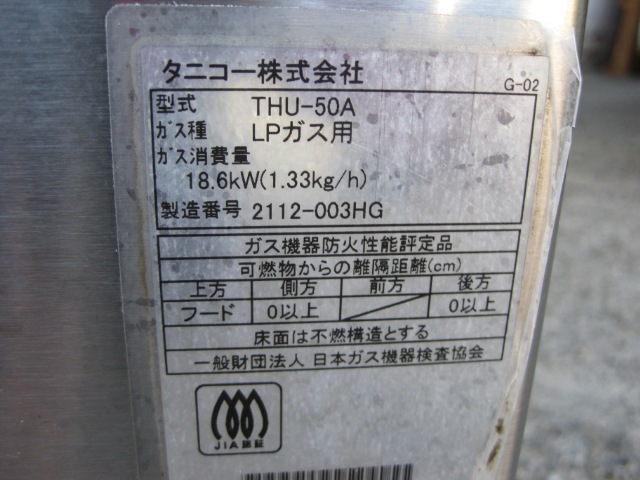 タニコー株式会社
G-02
型式 THU-50A
ガス種 LPガス用
ガス消費量
18.6kW(1.33kg/h)
製造番号 2112-003HG
ガス機器防火性能評定品
可燃物からの離隔距離(cm)
上方 側方 前方 後方
フード 0以上 0以上
床面は不燃構造とする
一般財団法人 日本ガス機器検査協会
JIA認証